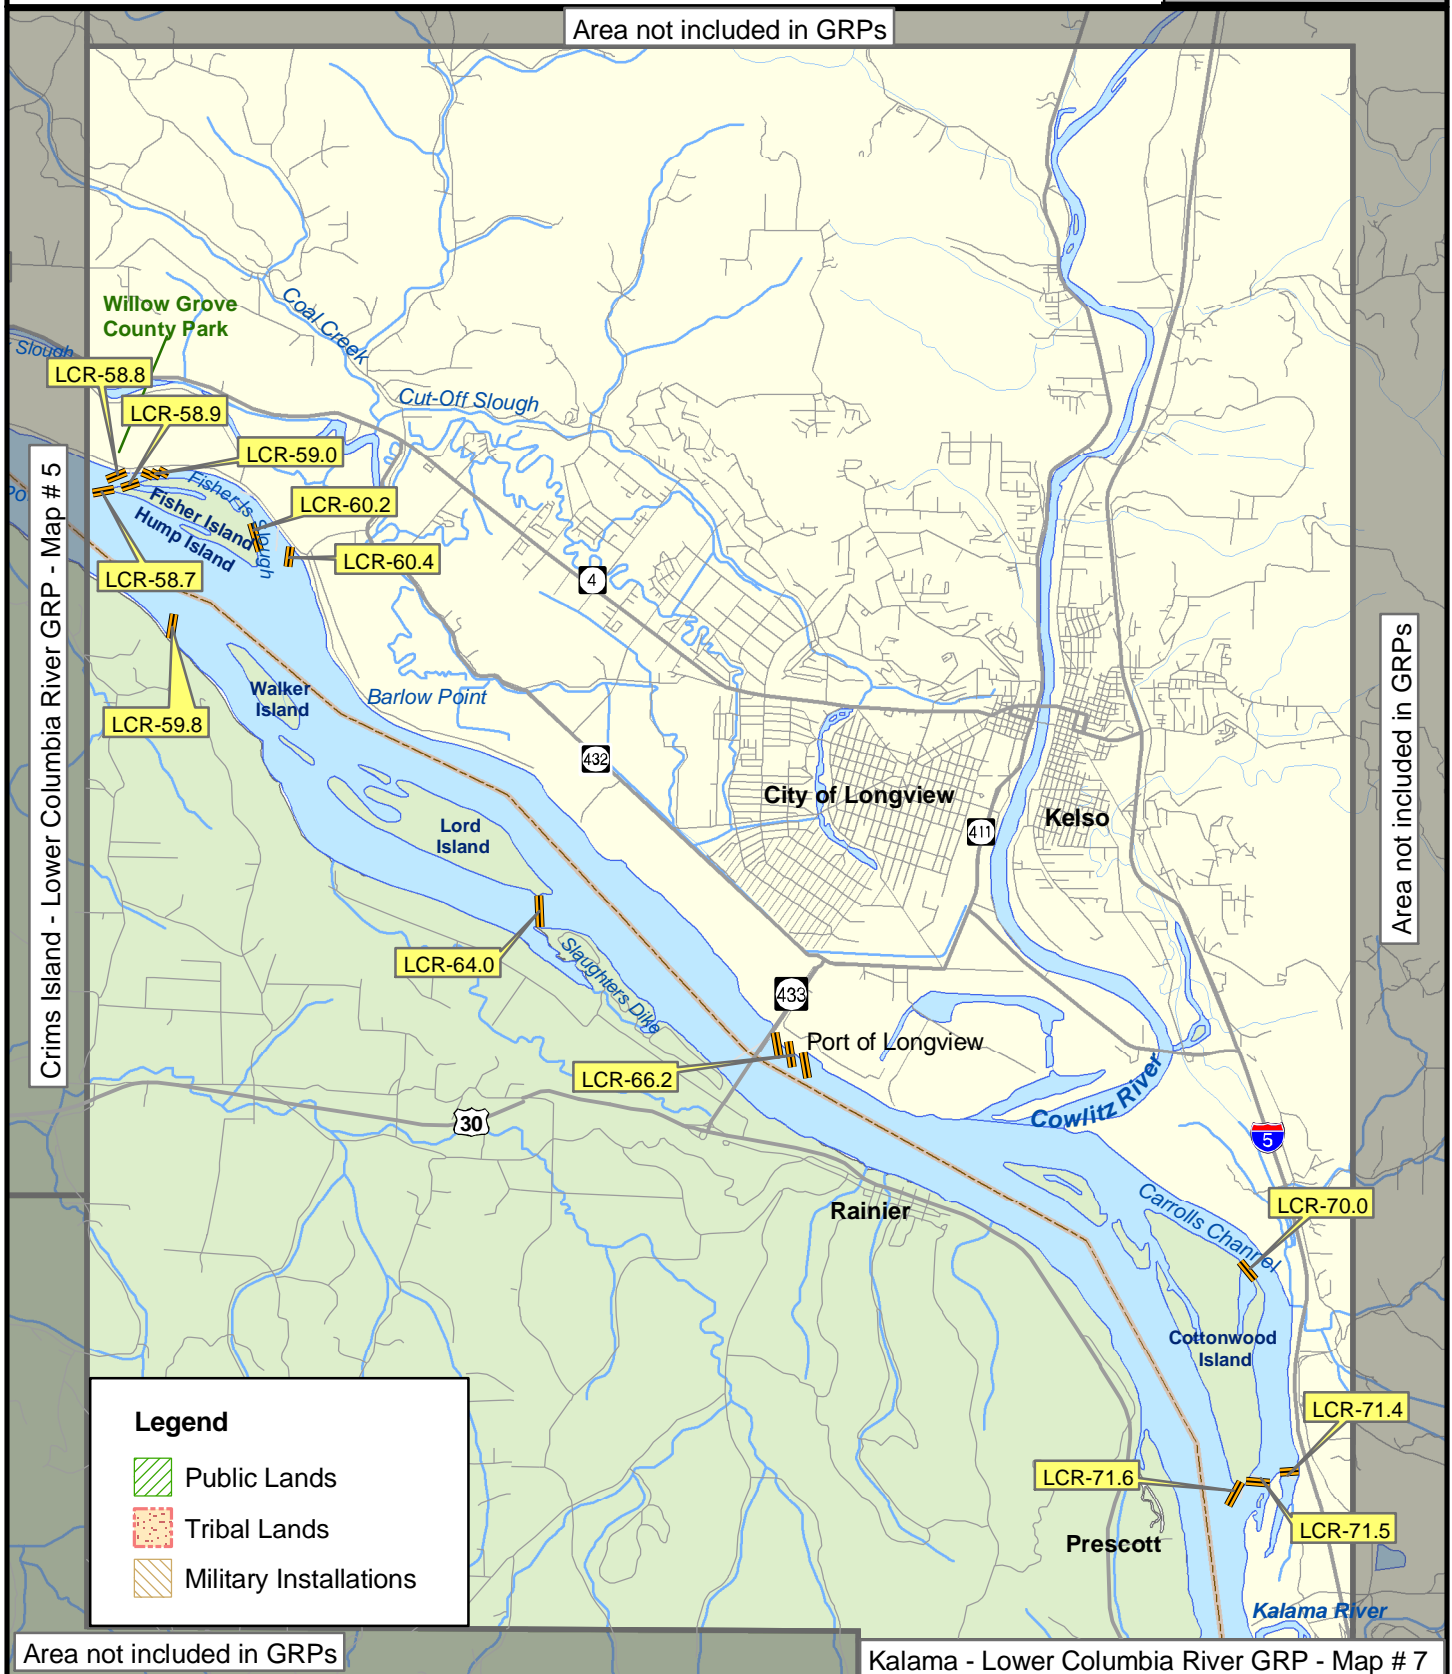 Area not included in GRPs
Willow Grove
County Park
Coal Creek
Slough
LCR-58.8
Cut-Off Slough
LCR-58.9
LCR-59.0
Fisher Is. Slough
LCR-60.2
Fisher Island
Hump Island
LCR-60.4
LCR-58.7
4
Crims Island - Lower Columbia River GRP - Map # 5
Area not included in GRPs
Walker
Island
Barlow Point
LCR-59.8
432
City of Longview
Kelso
411
Lord
Island
LCR-64.0
Slaughters Dike
433
Port of Longview
LCR-66.2
Cowlitz River
30
5
Carrolls Channel
LCR-70.0
Rainier
Cottonwood
Island
LCR-71.4
LCR-71.6
LCR-71.5
Prescott
Kalama River
Legend
Public Lands
Tribal Lands
Military Installations
Area not included in GRPs
Kalama - Lower Columbia River GRP - Map # 7